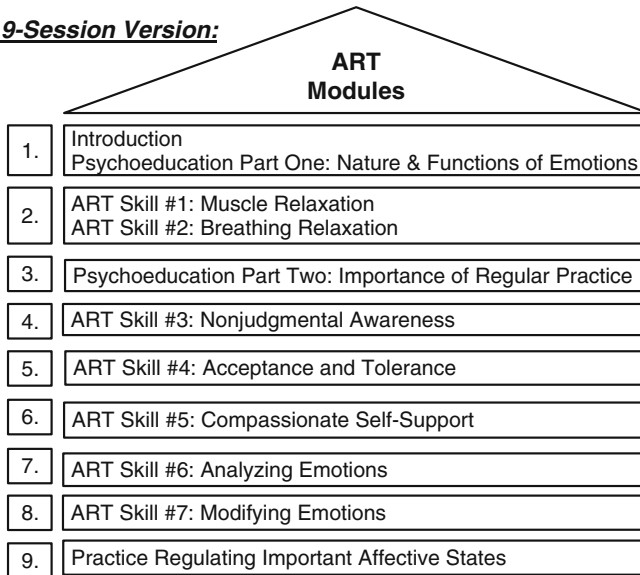 9-Session Version:
ART
Modules
1.
Introduction
Psychoeducation Part One: Nature & Functions of Emotions
2.
ART Skill #1: Muscle Relaxation
ART Skill #2: Breathing Relaxation
3.
Psychoeducation Part Two: Importance of Regular Practice
4.
ART Skill #3: Nonjudgmental Awareness
5.
ART Skill #4: Acceptance and Tolerance
6.
ART Skill #5: Compassionate Self-Support
7.
ART Skill #6: Analyzing Emotions
8.
ART Skill #7: Modifying Emotions
9.
Practice Regulating Important Affective States